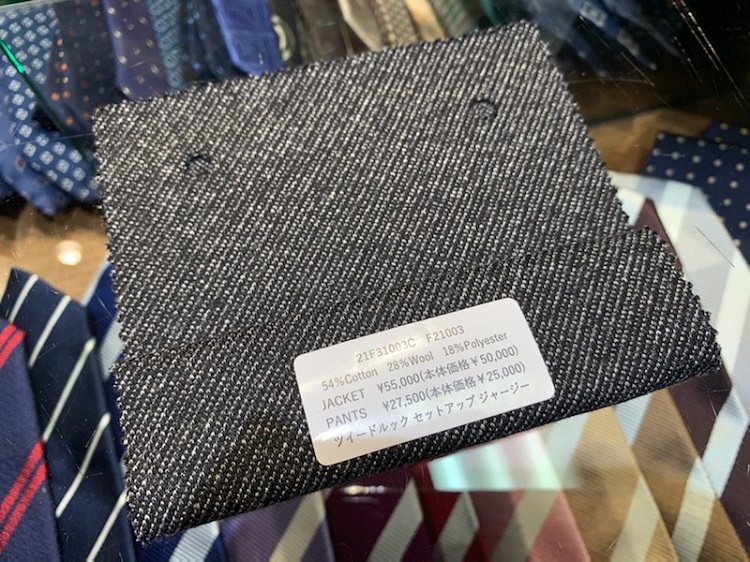 21F31003C F21003
54%Cotton 28%Wool 18%Polyester
JACKET ¥55,000(本体価格¥50,000)
PANTS ¥27,500(本体価格¥25,000)
ツイードルック セットアップ ジャージー